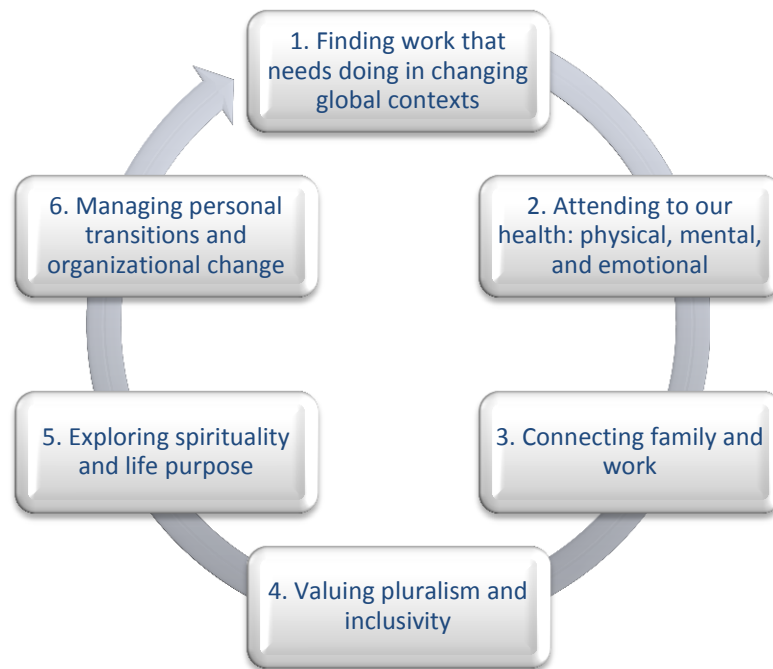 1. Finding work that
needs doing in changing
global contexts
2. Attending to our
health: physical, mental,
and emotional
3. Connecting family and
work
4. Valuing pluralism and
inclusivity
5. Exploring spirituality
and life purpose
6. Managing personal
transitions and
organizational change